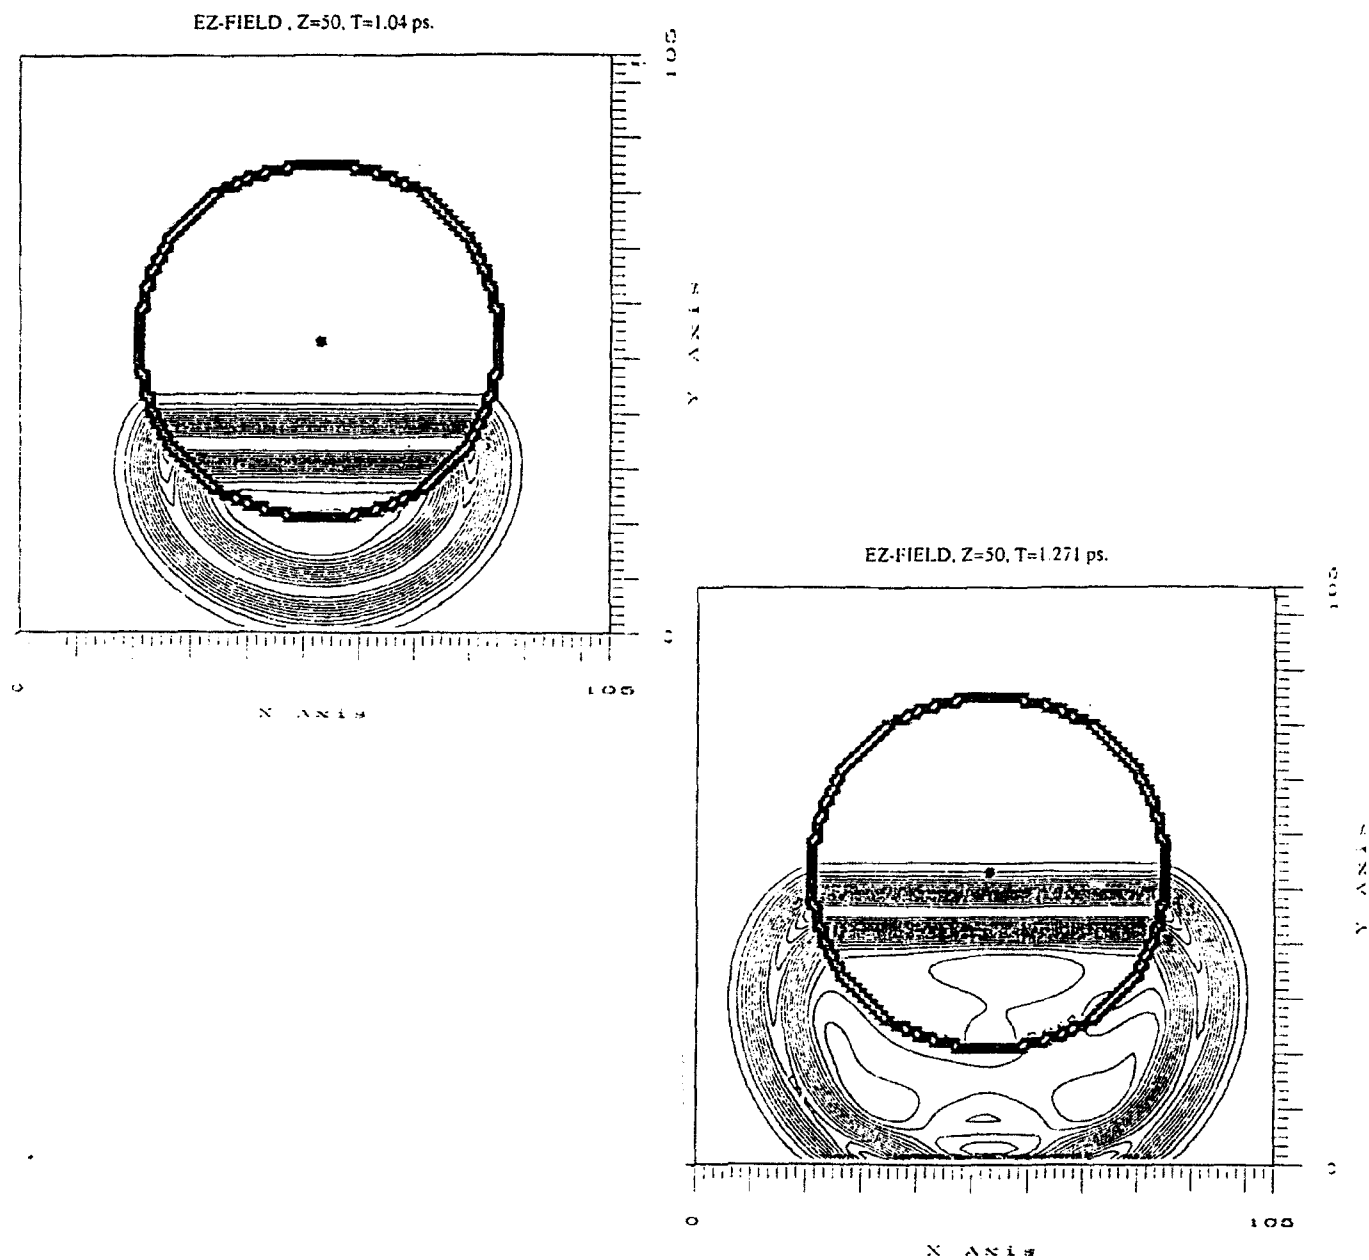 EZ-FIELD , Z=50, T=1.04 ps.
105
Y AXIS
0
0
105
X AXIS
EZ-FIELD, Z=50, T=1.271 ps.
105
Y AXIS
0
0
105
X AXIS